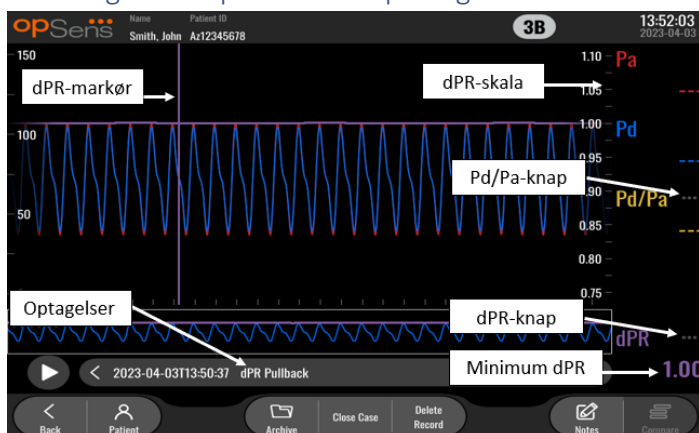 opSens
Name
Patient ID
Smith, John
Az12345678
3B
13:52:03
2023-04-03
150
100
50
dPR-markør
dPR-skala
1.10
1.05
1.00
0.95
0.90
0.85
0.80
0.75
Pa
Pd
Pd/Pa-knap
Pd/Pa
Optagelser
dPR-knap
dPR
Minimum dPR
1.00
2023-04-03T13:50:37 dPR Pullback
Back
Patient
Archive
Close Case
Delete
Record
Notes
Compare